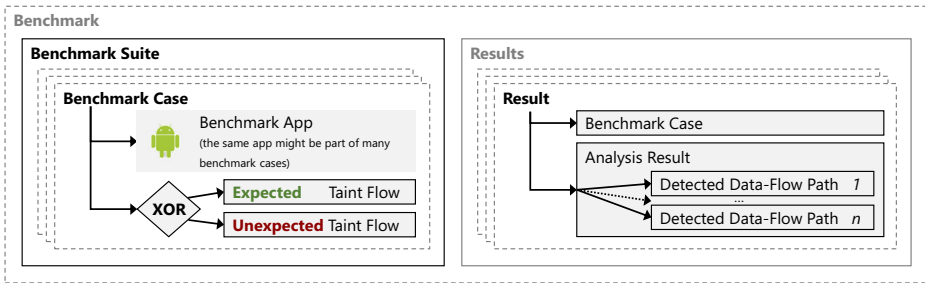 Benchmark
Benchmark Suite
Benchmark Case
Benchmark App
(the same app might be part of many
benchmark cases)
XOR
Expected Taint Flow
Unexpected Taint Flow
Results
Result
Benchmark Case
Analysis Result
Detected Data-Flow Path 1
...
Detected Data-Flow Path n